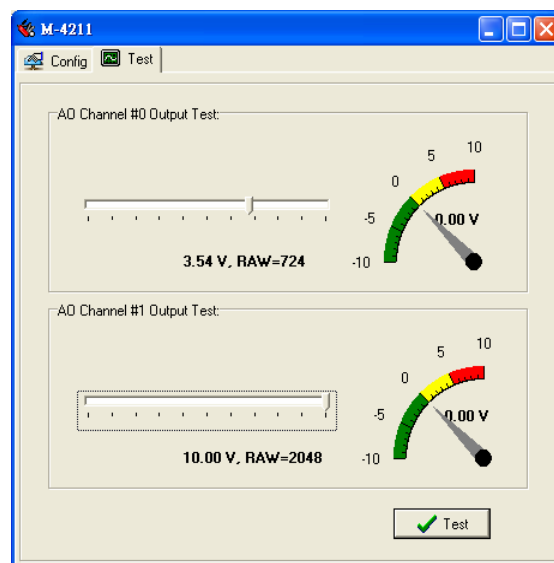 M-4211
Config Test
AO Channel #0 Output Test:
10
5
0
-5
0.00 V
-10
3.54 V, RAW=724
AO Channel #1 Output Test:
10
5
0
-5
0.00 V
-10
10.00 V, RAW=2048
Test